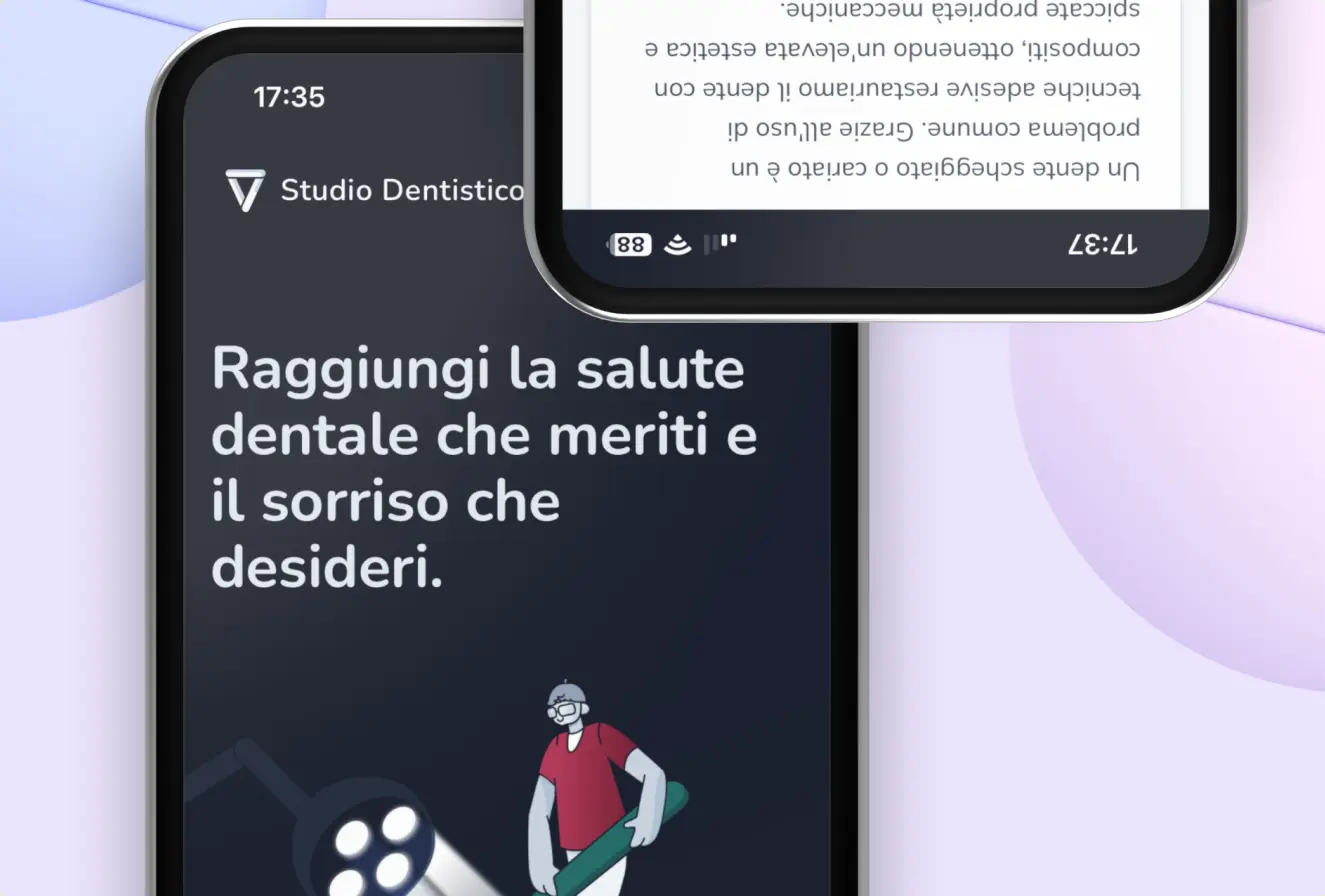 17:35
Studio Dentistico
Raggiungi la salute
dentale che meriti e
il sorriso che
desideri.
17:37
88
Un dente scheggiato o cariato è un
problema comune. Grazie all'uso di
tecniche adesive restauriamo il dente con
compositi, ottenendo un'elevata estetica e
spiccate proprietà meccaniche.